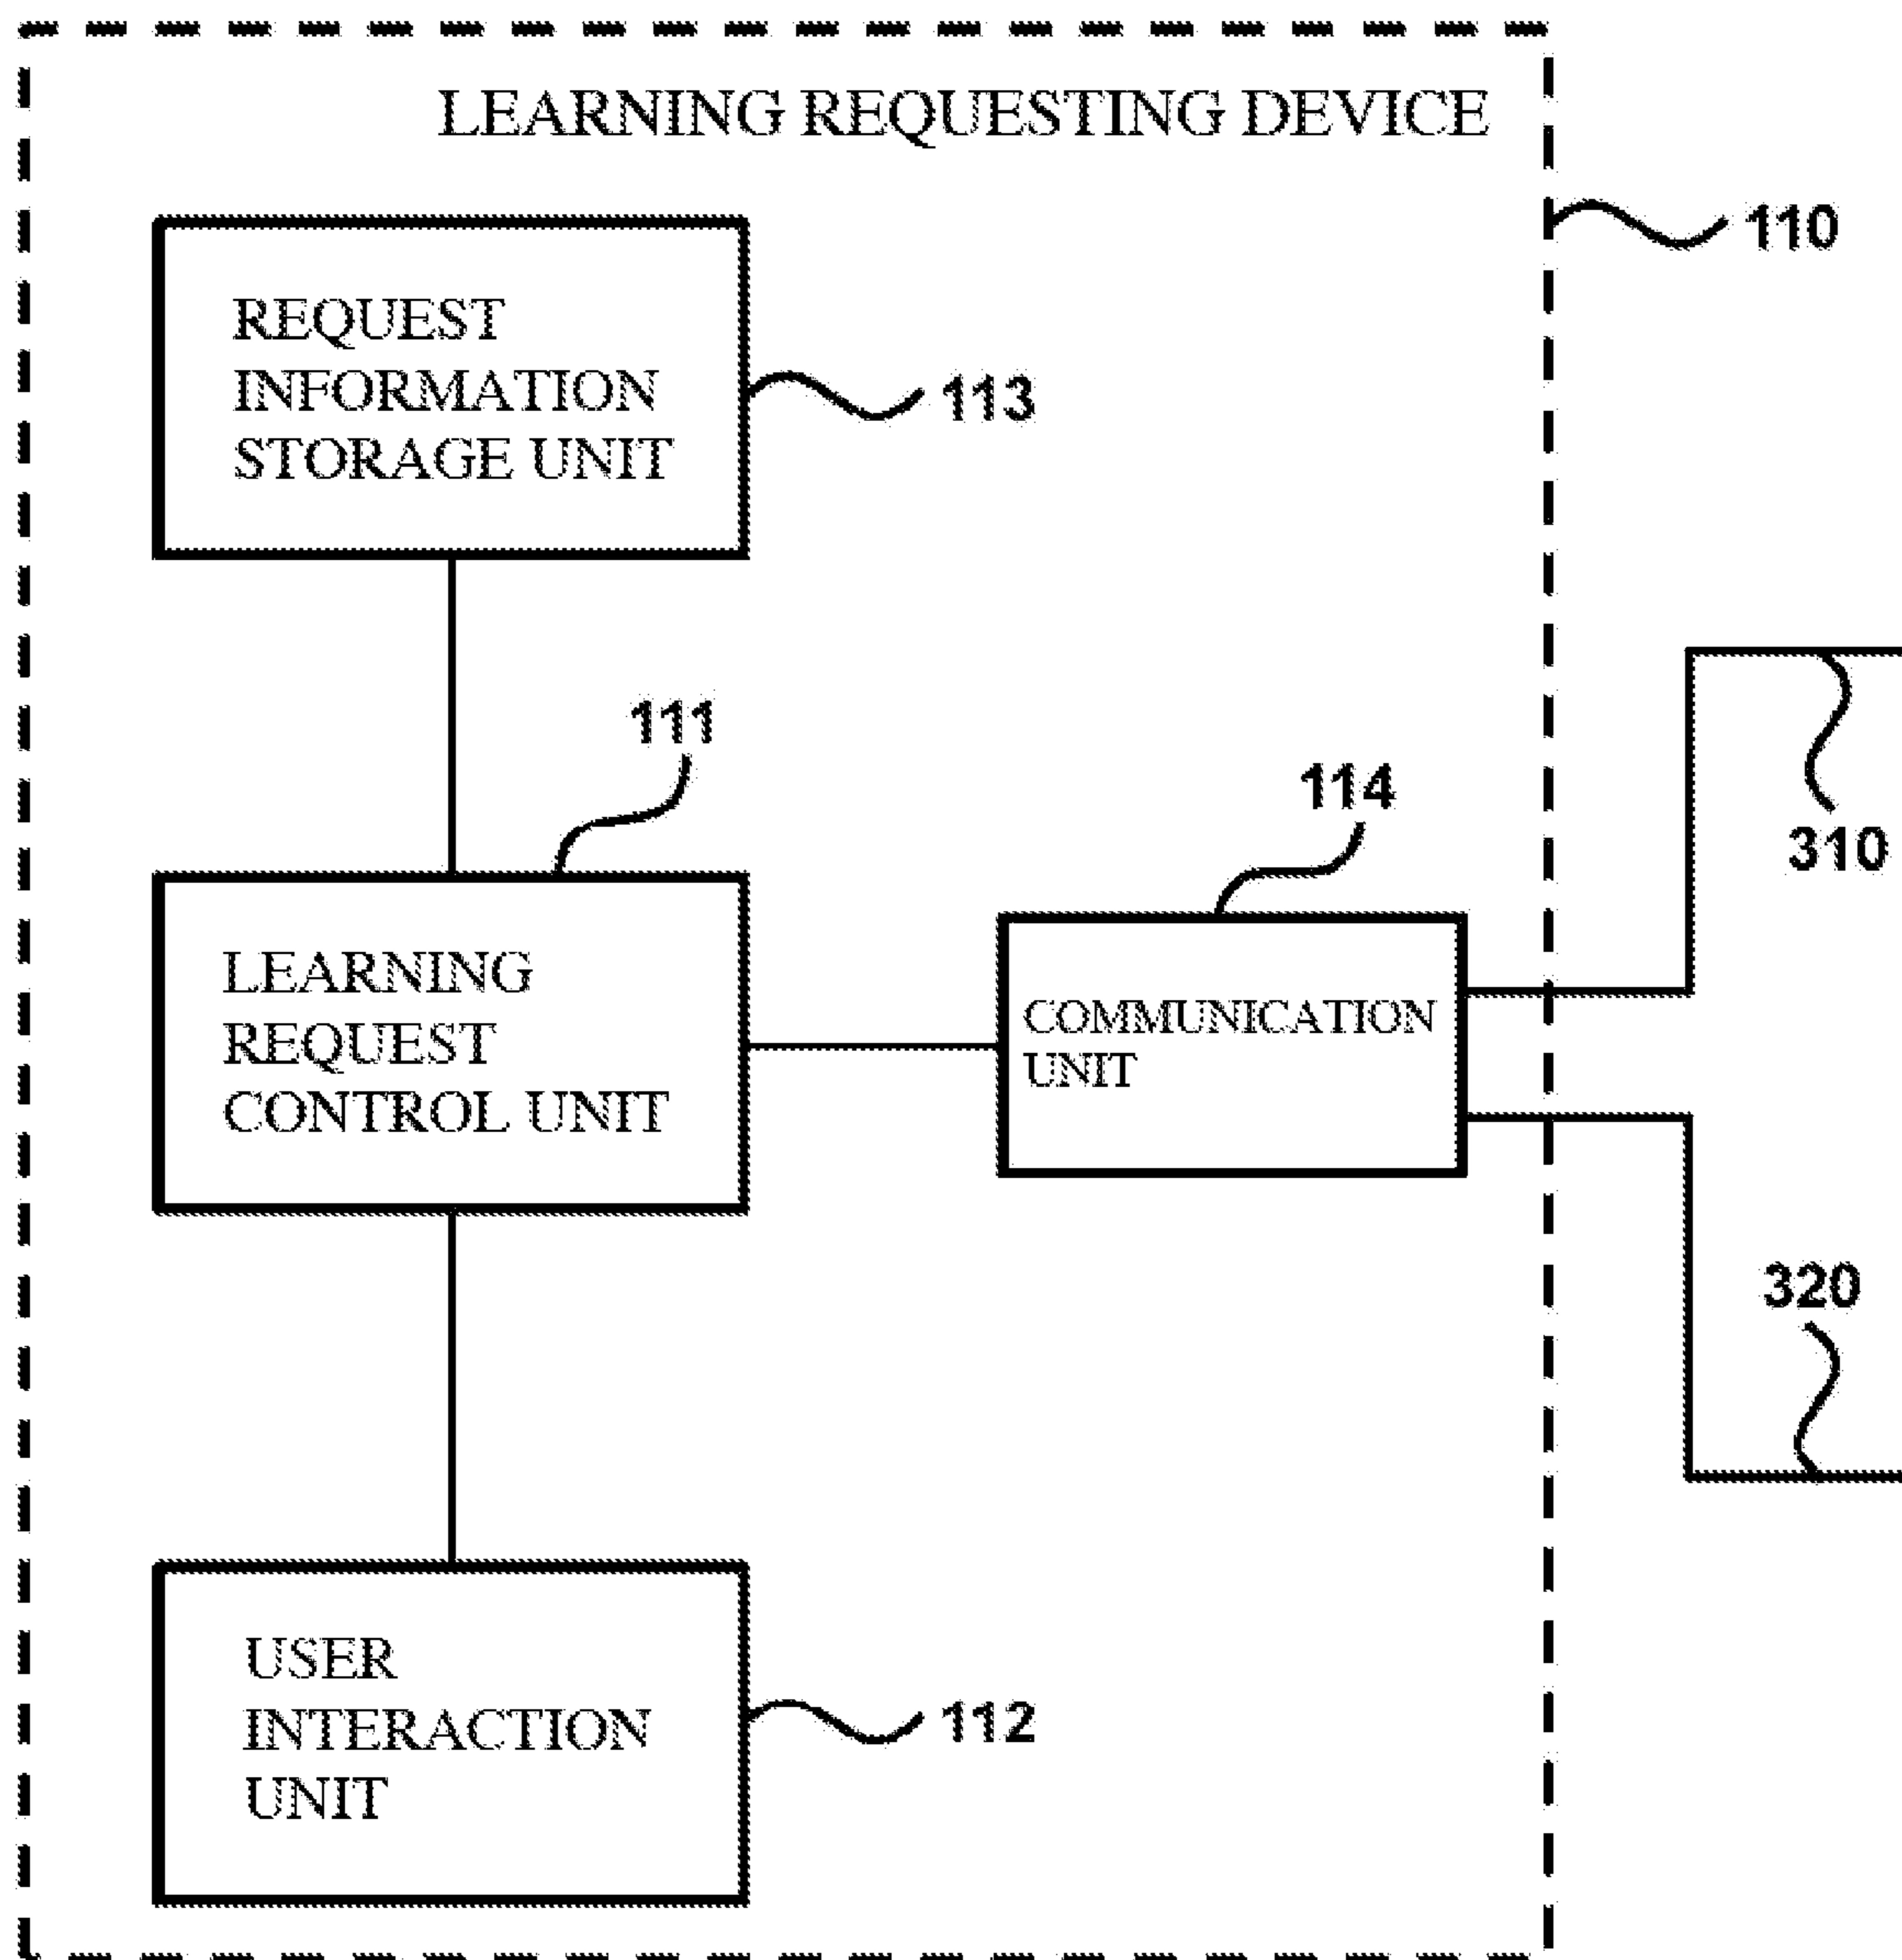 LEARNING REQUESTING DEVICE
110
REQUEST
INFORMATION
STORAGE UNIT
113
111
114
310
LEARNING
REQUEST
CONTROL UNIT
COMMUNICATION
UNIT
320
USER
INTERACTION
UNIT
112